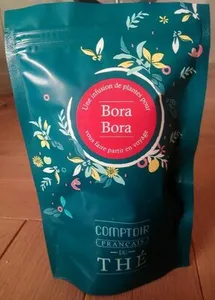 Une infusion de plantes pour
Bora
Bora
vous faire partir en voyage
COMPTOIR
FRANÇAIS
DU
THÉ